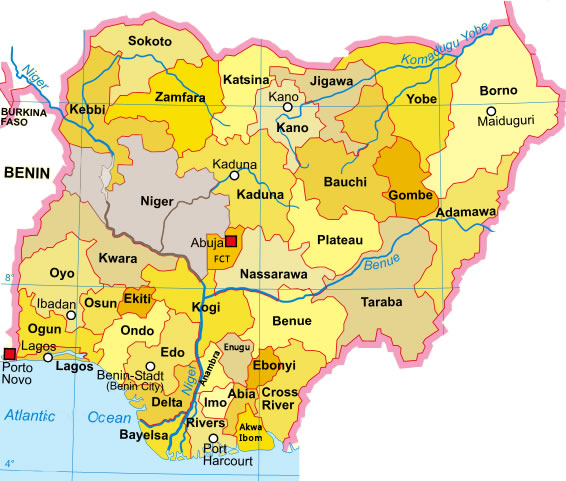 Sokoto
Niger
Komadugu Yobe
Katsina
Jigawa
Zamfara
Kebbi
Kano
Kano
Yobe
Borno
Maiduguri
BURKINA
FASO
BENIN
Kaduna
Kaduna
Niger
Bauchi
Gombe
Adamawa
Abuja
FCT
Plateau
Kwara
Nassarawa
Benue
Oyo
8°
Taraba
Ibadan
Osun
Ekiti
Kogi
Benue
Ogun
Ondo
Lagos
Edo
Enugu
Anambra
Ebonyi
Porto
Novo
Lagos
Benin-Stadt
(Benin City)
Niger
Delta
Imo
Abia
Cross
River
Atlantic Ocean
Bayelsa
Rivers
Akwa
Ibom
Port
Harcourt
4°